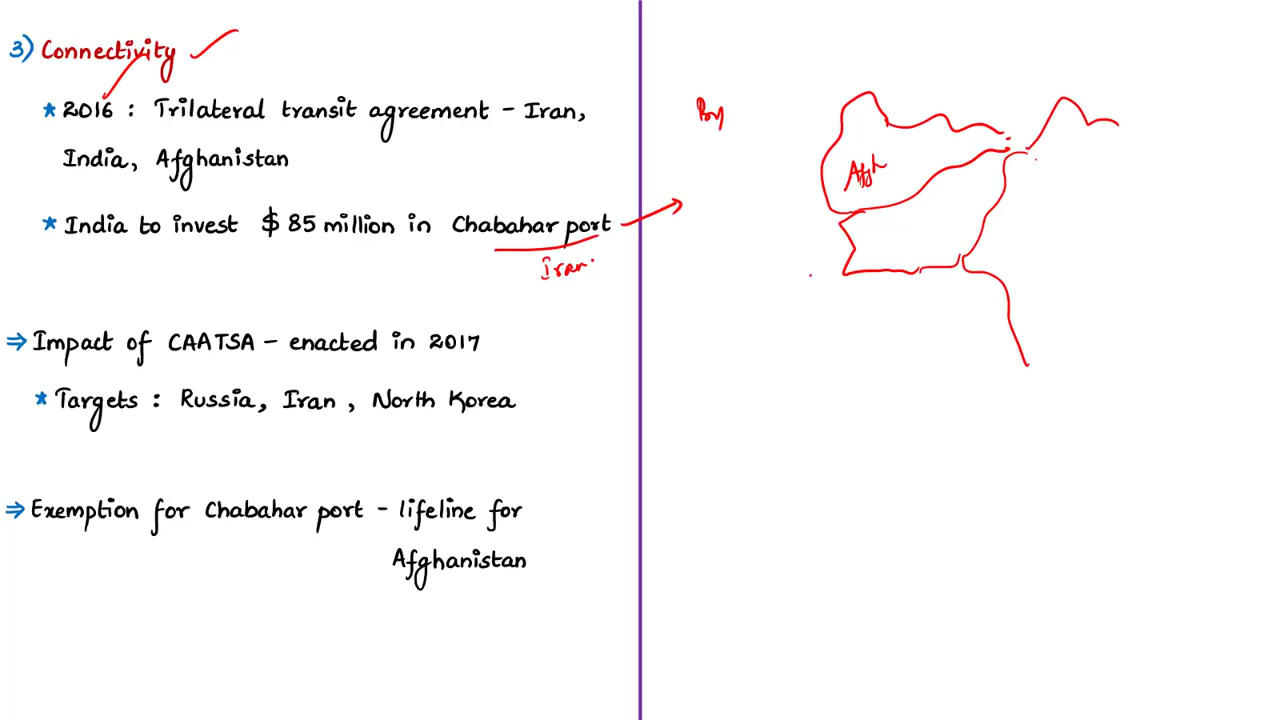 3) Connectivity
* 2016 : Trilateral transit agreement - Iran,
India, Afghanistan
* India to invest $ 85 million in Chabahar port
Iran
⇒ Impact of CAATSA - enacted in 2017
* Targets : Russia, Iran, North Korea
⇒ Exemption for Chabahar port - lifeline for
Afghanistan
Afgh